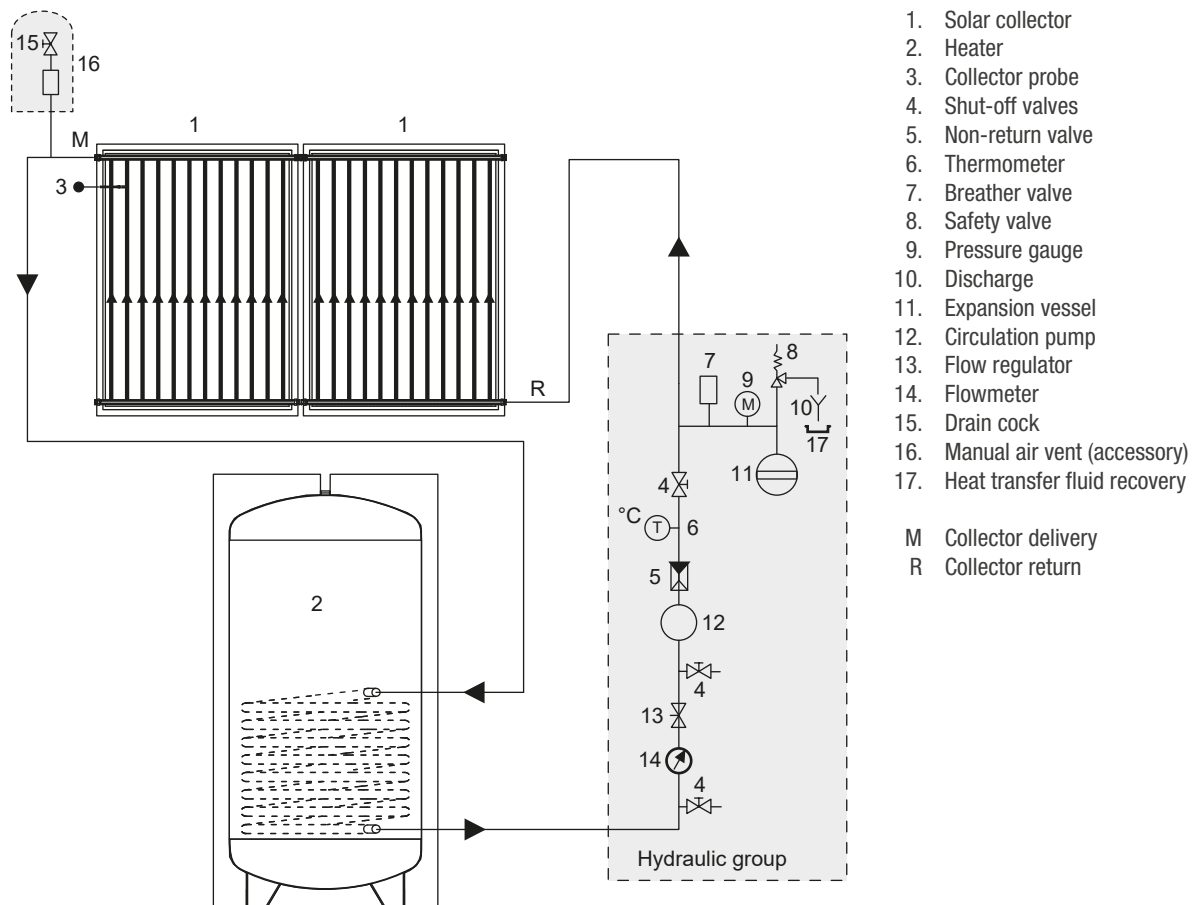 15
16
1
1
M
3
R
7
9
M
8
10
17
11
4
°C
T
6
5
12
4
13
14
4
2
Hydraulic group
1. Solar collector
2. Heater
3. Collector probe
4. Shut-off valves
5. Non-return valve
6. Thermometer
7. Breather valve
8. Safety valve
9. Pressure gauge
10. Discharge
11. Expansion vessel
12. Circulation pump
13. Flow regulator
14. Flowmeter
15. Drain cock
16. Manual air vent (accessory)
17. Heat transfer fluid recovery
M Collector delivery
R Collector return